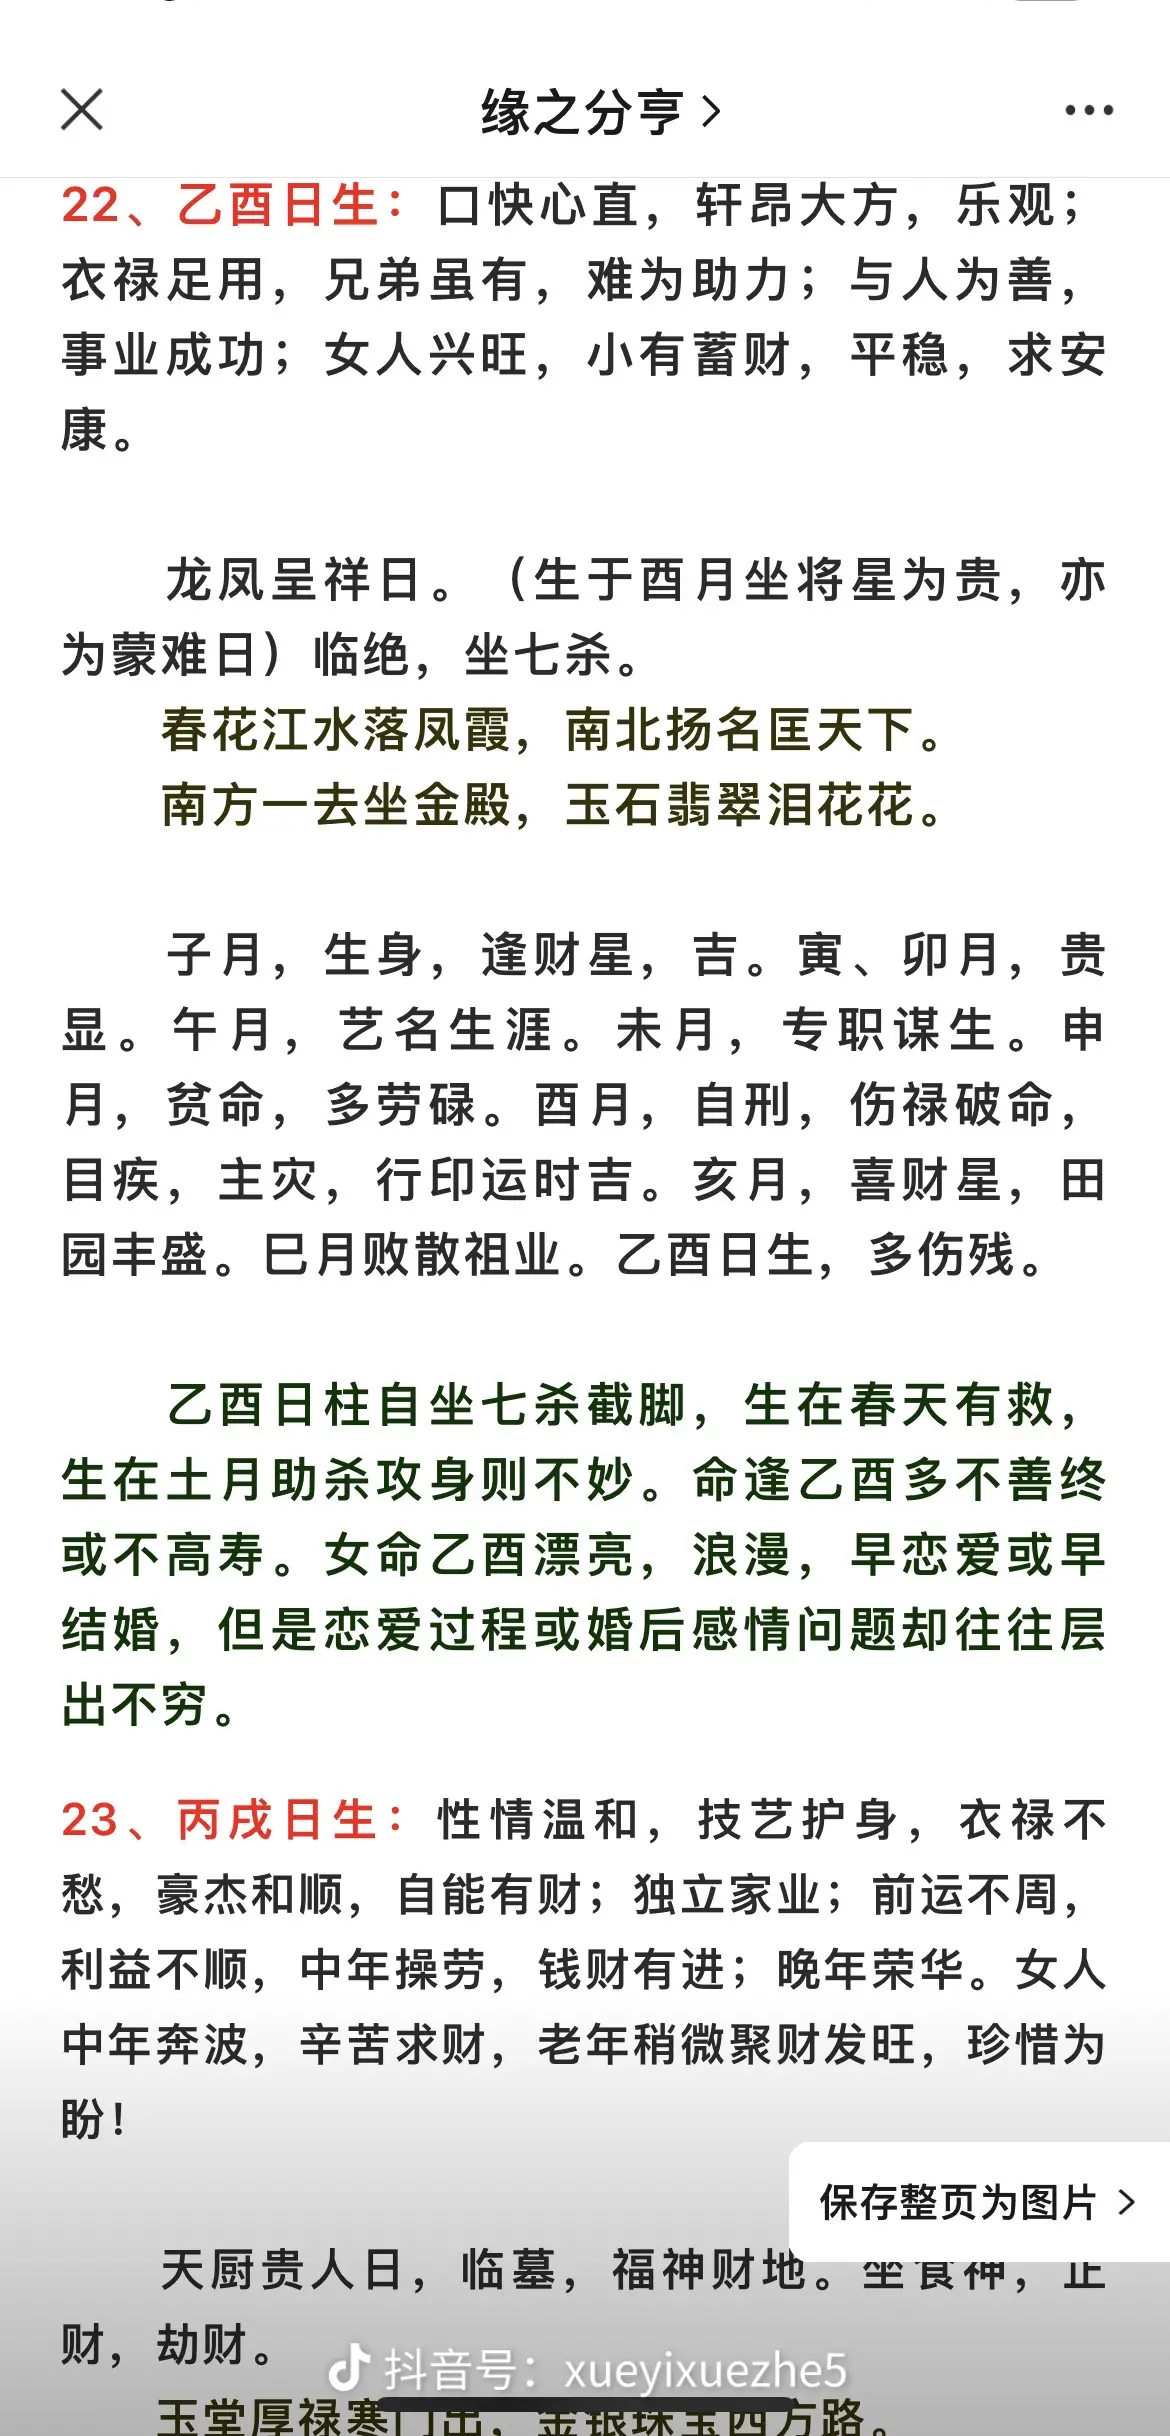 缘之分亨
22、乙酉日生：口快心直，轩昂大方，乐观；
衣禄足用，兄弟虽有，难为助力；与人为善，
事业成功；女人兴旺，小有蓄财，平稳，求安
康。
龙凤呈祥日。（生于酉月坐将星为贵，亦
为蒙难日）临绝，坐七杀。
春花江水落凤霞，南北扬名匡天下。
南方一去坐金殿，玉石翡翠泪花花。
子月，生身，逢财星，吉。寅、卯月，贵
显。午月，艺名生涯。未月，专职谋生。申
月，贫命，多劳碌。酉月，自刑，伤禄破命，
目疾，主灾，行印运时吉。亥月，喜财星，田
园丰盛。巳月败散祖业。乙酉日生，多伤残。
乙酉日柱自坐七杀截脚，生在春天有救，
生在土月助杀攻身则不妙。命逢乙酉多不善终
或不高寿。女命乙酉漂亮，浪漫，早恋爱或早
结婚，但是恋爱过程或婚后感情问题却往往层
出不穷。
23、丙戌日生：性情温和，技艺护身，衣禄不
愁，豪杰和顺，自能有财；独立家业；前运不周，
利益不顺，中年操劳，钱财有进；晚年荣华。女人
中年奔波，辛苦求财，老年稍微聚财发旺，珍惜为
盼！
保存整页为图片
天厨贵人日，临墓，福神财地。坐食神，正
财，劫财。
抖音号：xueyixuezhe5
玉堂厚禄寒门出，金银珠宝四方路。